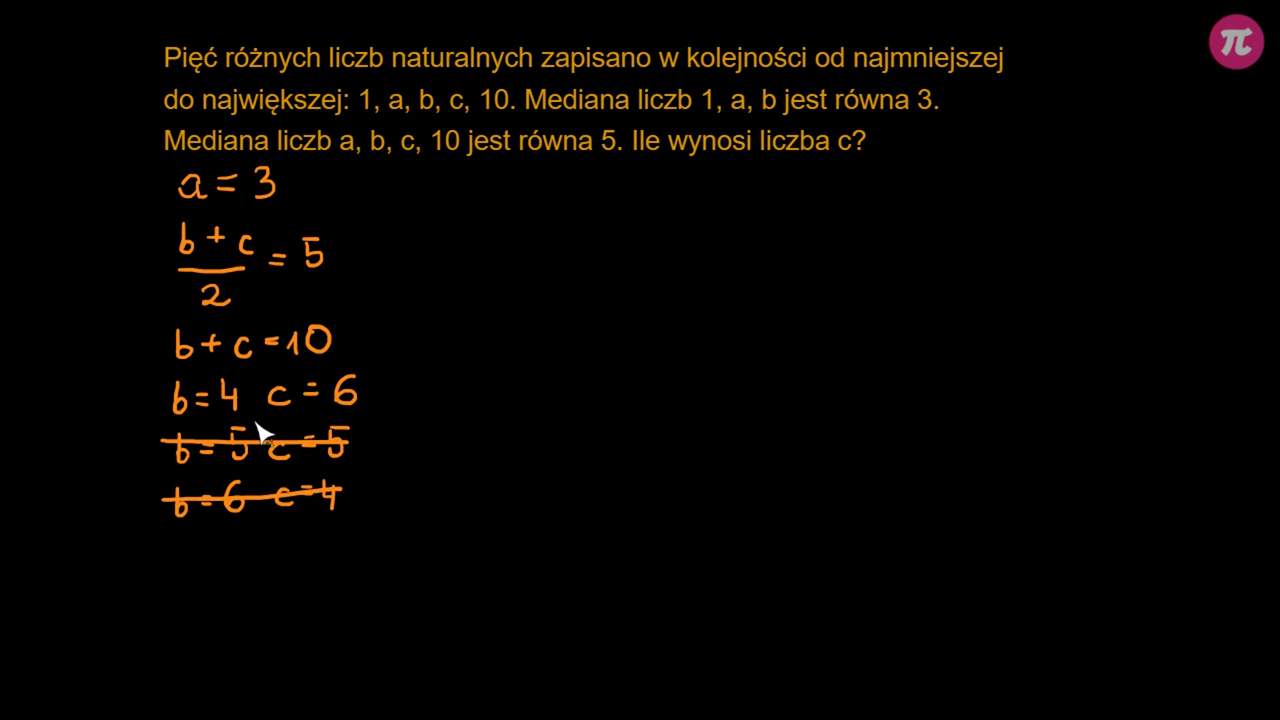 π
Pięć różnych liczb naturalnych zapisano w kolejności od najmniejszej
do największej: 1, a, b, c, 10. Mediana liczb 1, a, b jest równa 3.
Mediana liczb a, b, c, 10 jest równa 5. Ile wynosi liczba c?
a = 3
b + c
= 5
2
b + c = 10
b = 4 c = 6
b = 5 c = 5
b = 6 c = 4